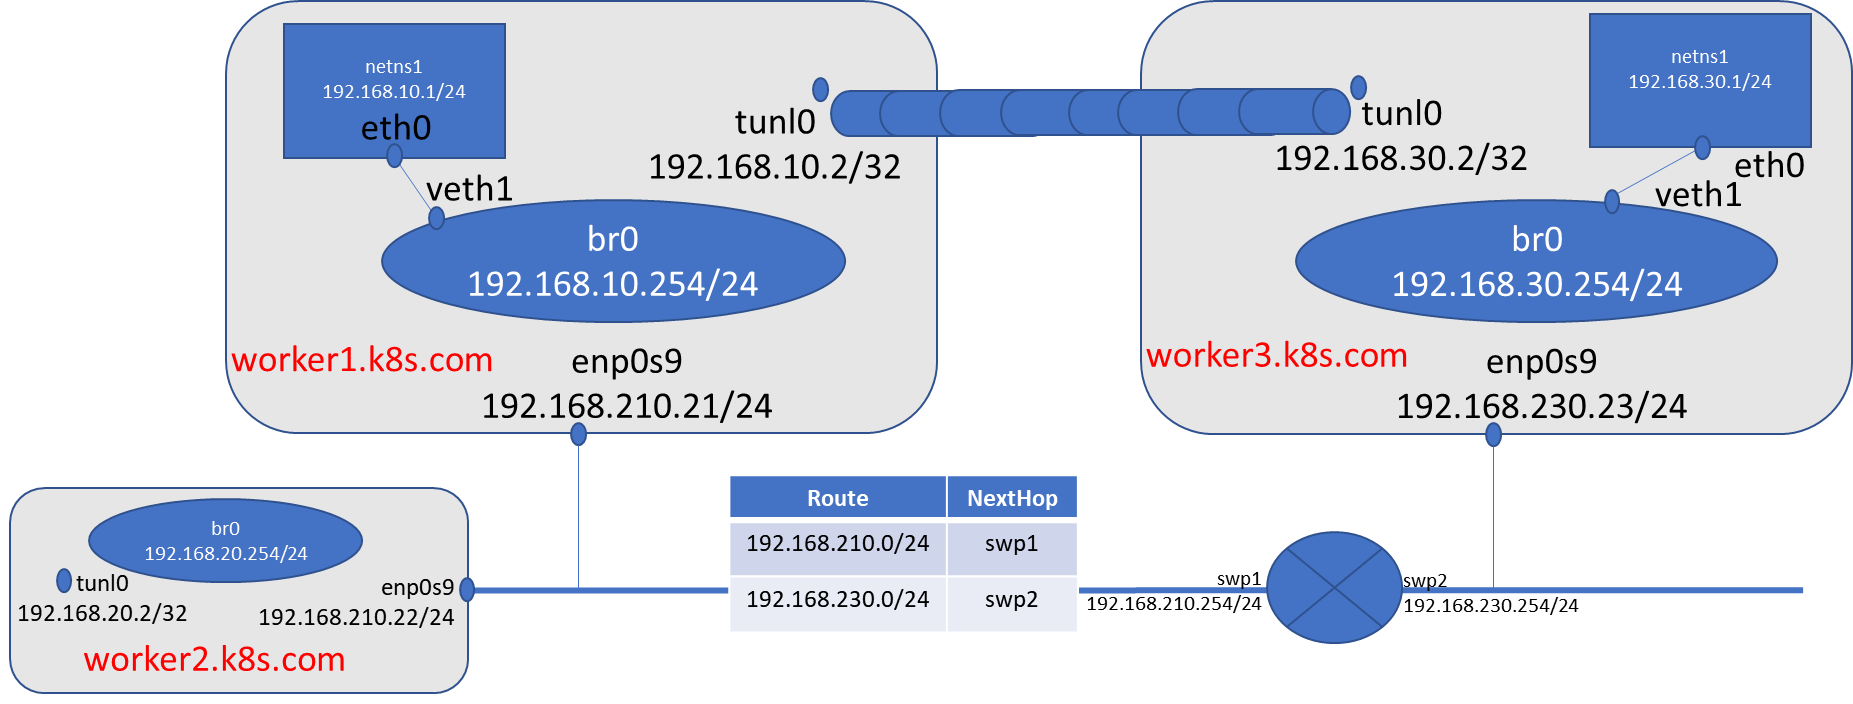 netns1
192.168.10.1/24
eth0
veth1
tunl0
192.168.10.2/32
br0
192.168.10.254/24
worker1.k8s.com
enp0s9
192.168.210.21/24
netns1
192.168.30.1/24
eth0
veth1
tunl0
192.168.30.2/32
br0
192.168.30.254/24
worker3.k8s.com
enp0s9
192.168.230.23/24
br0
192.168.20.254/24
tunl0
192.168.20.2/32
enp0s9
192.168.210.22/24
worker2.k8s.com
Route NextHop
192.168.210.0/24 swp1
192.168.230.0/24 swp2
swp1
192.168.210.254/24
swp2
192.168.230.254/24